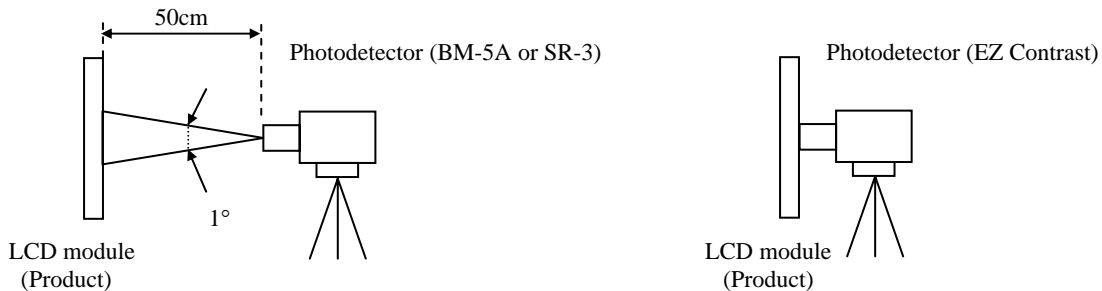 50cm
Photodetector (BM-5A or SR-3)
1°
LCD module
(Product)
Photodetector (EZ Contrast)
LCD module
(Product)